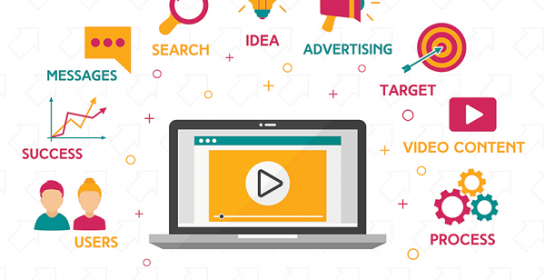 IDEA
SEARCH
ADVERTISING
MESSAGES
TARGET
SUCCESS
VIDEO CONTENT
USERS
PROCESS